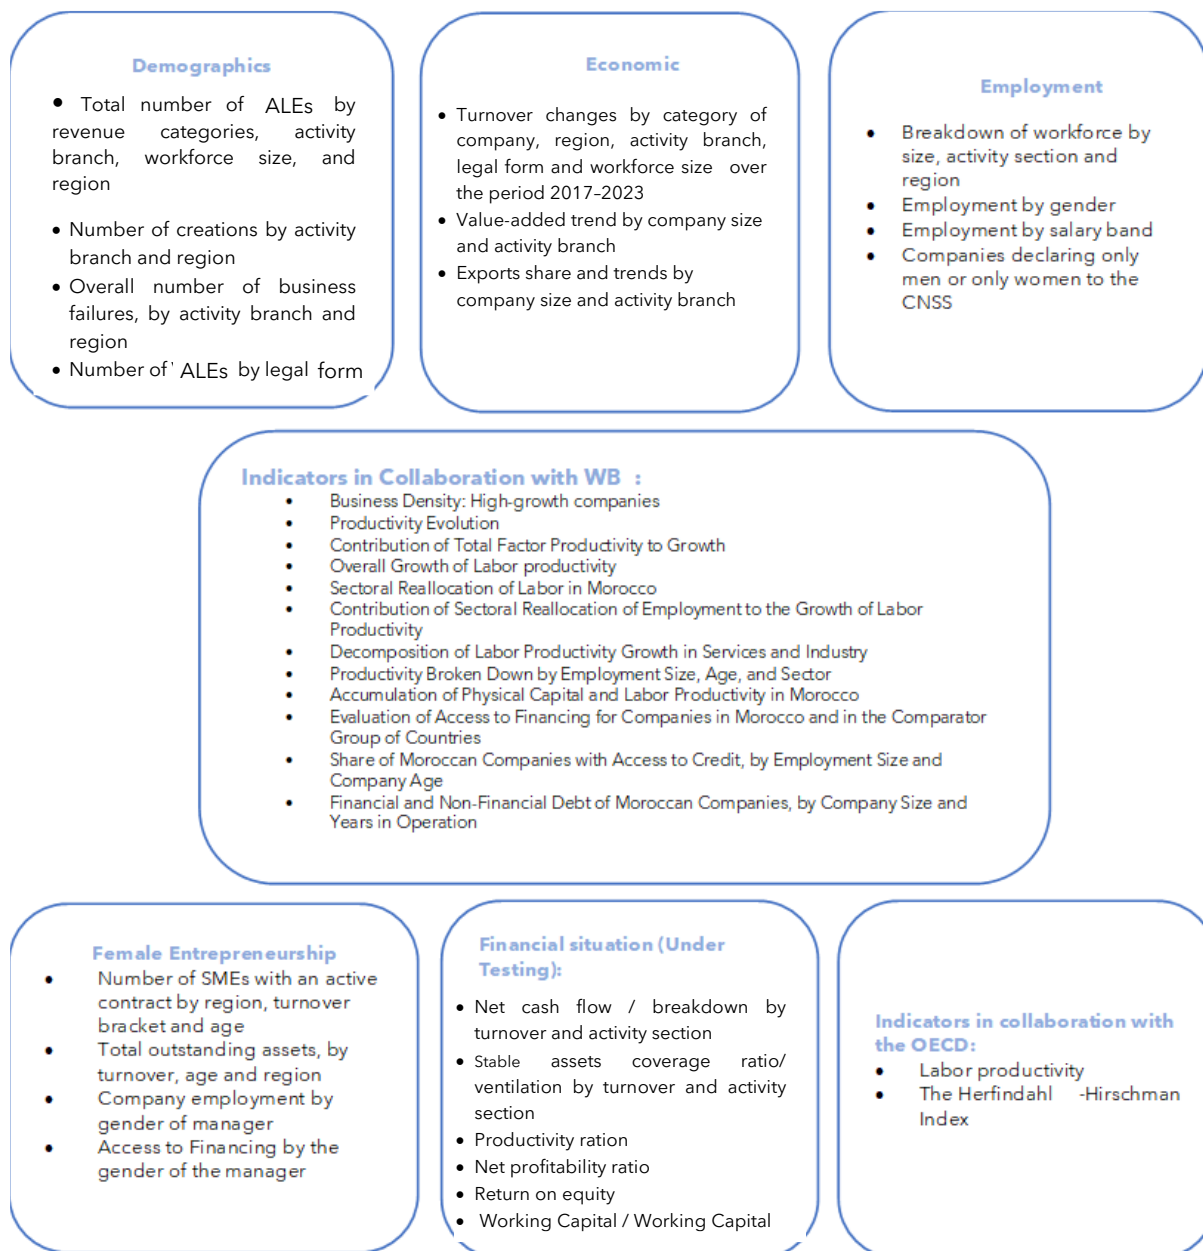 Demographics
● Total number of ALEs by
revenue categories, activity
branch, workforce size, and
region
• Number of creations by activity
branch and region
• Overall number of business
failures, by activity branch and
region
• Number of ' ALEs by legal form
Economic
• Turnover changes by category of
company, region, activity branch,
legal form and workforce size over
the period 2017–2023
• Value-added trend by company size
and activity branch
• Exports share and trends by
company size and activity branch
Employment
• Breakdown of workforce by
size, activity section and
region
• Employment by gender
• Employment by salary band
• Companies declaring only
men or only women to the
CNSS
Indicators in Collaboration with WB :
• Business Density: High-growth companies
• Productivity Evolution
• Contribution of Total Factor Productivity to Growth
• Overall Growth of Labor productivity
• Sectoral Reallocation of Labor in Morocco
• Contribution of Sectoral Reallocation of Employment to the Growth of Labor
Productivity
• Decomposition of Labor Productivity Growth in Services and Industry
• Productivity Broken Down by Employment Size, Age, and Sector
• Accumulation of Physical Capital and Labor Productivity in Morocco
• Evaluation of Access to Financing for Companies in Morocco and in the Comparator
Group of Countries
• Share of Moroccan Companies with Access to Credit, by Employment Size and
Company Age
• Financial and Non-Financial Debt of Moroccan Companies, by Company Size and
Years in Operation
Female Entrepreneurship
• Number of SMEs with an active
contract by region, turnover
bracket and age
• Total outstanding assets, by
turnover, age and region
• Company employment by
gender of manager
• Access to Financing by the
gender of the manager
Financial situation (Under
Testing):
• Net cash flow / breakdown by
turnover and activity section
• Stable assets coverage ratio/
ventilation by turnover and activity
section
• Productivity ration
• Net profitability ratio
• Return on equity
• Working Capital / Working Capital
Indicators in collaboration with
the OECD:
• Labor productivity
• The Herfindahl -Hirschman
Index